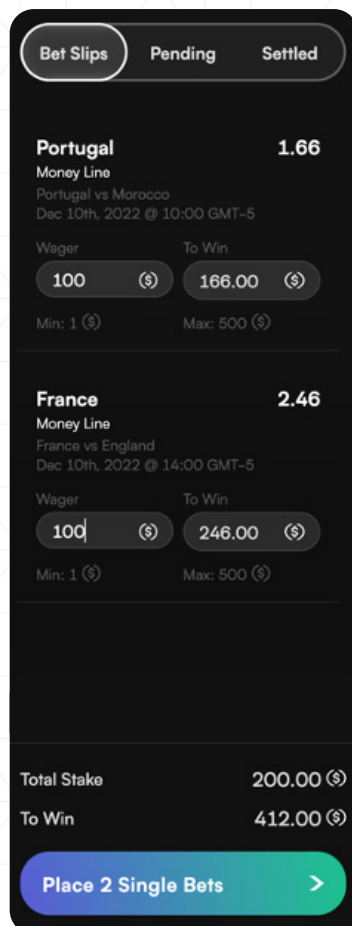 Bet Slips Pending Settled
Portugal 1.66
Money Line
Portugal vs Morocco
Dec 10th, 2022 @ 10:00 GMT-5
Wager To Win
100 ($) 166.00 ($)
Min: 1 ($) Max: 500 ($)
France 2.46
Money Line
France vs England
Dec 10th, 2022 @ 14:00 GMT-5
Wager To Win
100 ($) 246.00 ($)
Min: 1 ($) Max: 500 ($)
Total Stake 200.00 ($)
To Win 412.00 ($)
Place 2 Single Bets >